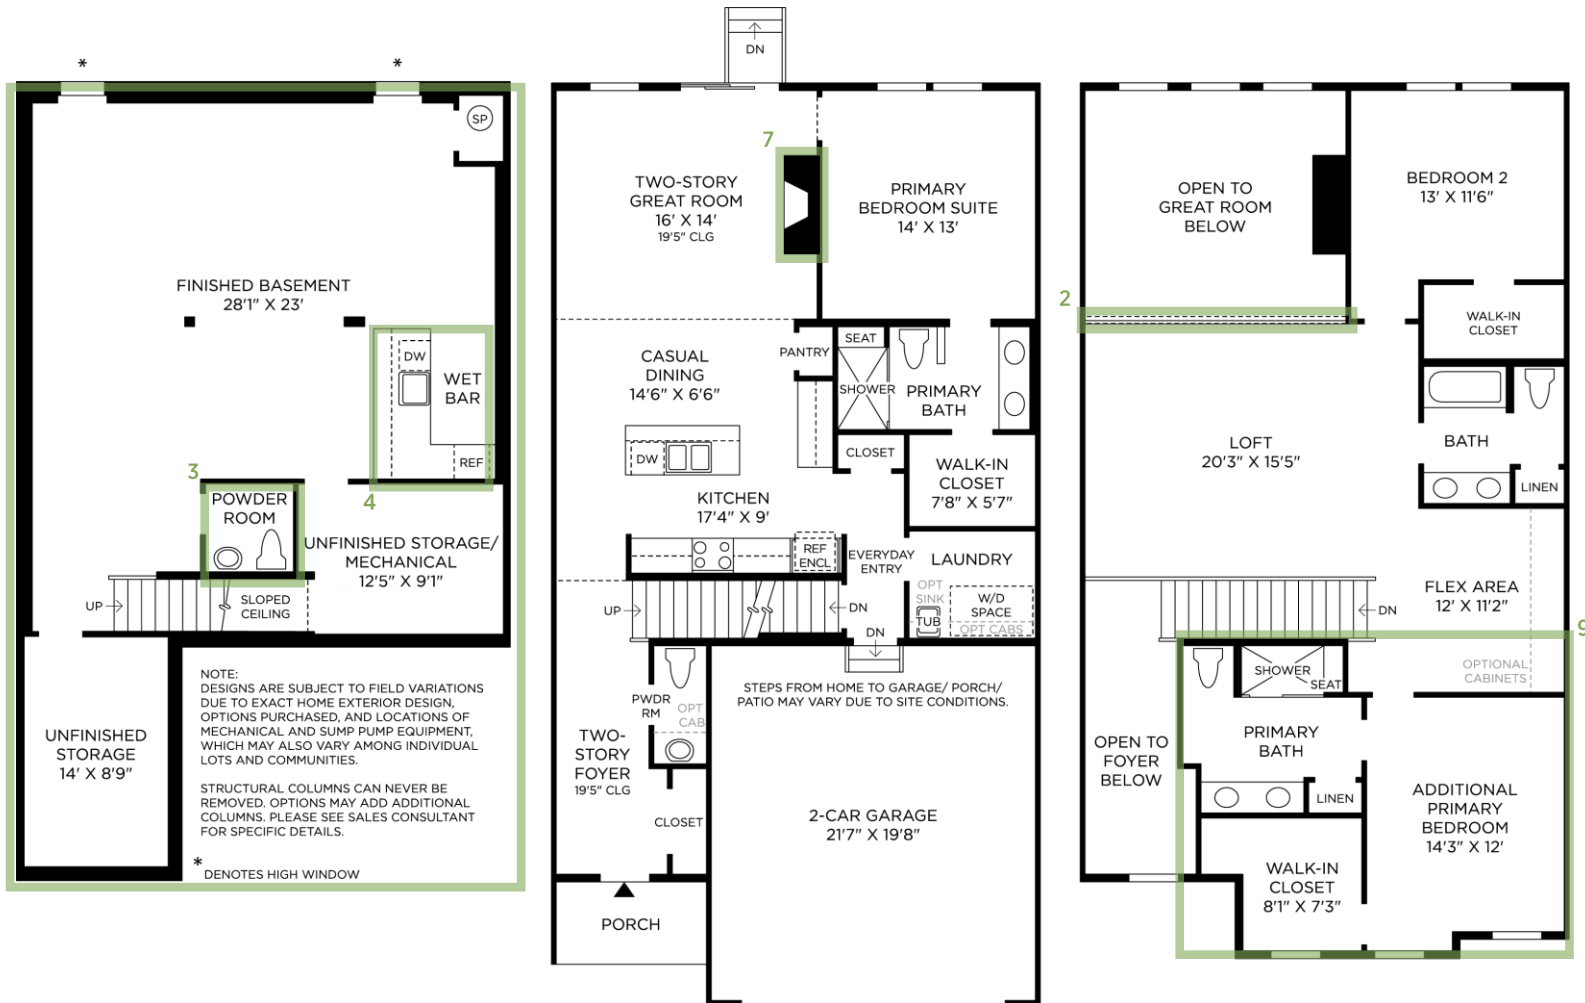 *
*
SP
FINISHED BASEMENT
28'1" X 23'
DW
WET
BAR
REF
3
4
POWDER
ROOM
UNFINISHED STORAGE/
MECHANICAL
12'5" X 9'1"
UP
SLOPED
CEILING
UNFINISHED
STORAGE
14' X 8'9"
NOTE:
DESIGNS ARE SUBJECT TO FIELD VARIATIONS
DUE TO EXACT HOME EXTERIOR DESIGN,
OPTIONS PURCHASED, AND LOCATIONS OF
MECHANICAL AND SUMP PUMP EQUIPMENT,
WHICH MAY ALSO VARY AMONG INDIVIDUAL
LOTS AND COMMUNITIES.
STRUCTURAL COLUMNS CAN NEVER BE
REMOVED. OPTIONS MAY ADD ADDITIONAL
COLUMNS. PLEASE SEE SALES CONSULTANT
FOR SPECIFIC DETAILS.
* DENOTES HIGH WINDOW
DN
7
TWO-STORY
GREAT ROOM
16' X 14'
19'5" CLG
PRIMARY
BEDROOM SUITE
14' X 13'
CASUAL
DINING
14'6" X 6'6"
PANTRY
SEAT
SHOWER
PRIMARY
BATH
DW
CLOSET
WALK-IN
CLOSET
7'8" X 5'7"
KITCHEN
17'4" X 9'
REF
ENCL
EVERYDAY
ENTRY
LAUNDRY
OPT
SINK
TUB
W/D
SPACE
OPT CABS
UP
DN
DN
PWDR
RM
OPT
CAB
STEPS FROM HOME TO GARAGE/ PORCH/
PATIO MAY VARY DUE TO SITE CONDITIONS.
TWO-
STORY
FOYER
19'5" CLG
CLOSET
2-CAR GARAGE
21'7" X 19'8"
PORCH
OPEN TO
GREAT ROOM
BELOW
BEDROOM 2
13' X 11'6"
2
WALK-IN
CLOSET
LOFT
20'3" X 15'5"
BATH
LINEN
FLEX AREA
12' X 11'2"
DN
9
OPTIONAL
CABINETS
SHOWER
SEAT
PRIMARY
BATH
OPEN TO
FOYER
BELOW
LINEN
ADDITIONAL
PRIMARY
BEDROOM
14'3" X 12'
WALK-IN
CLOSET
8'1" X 7'3"